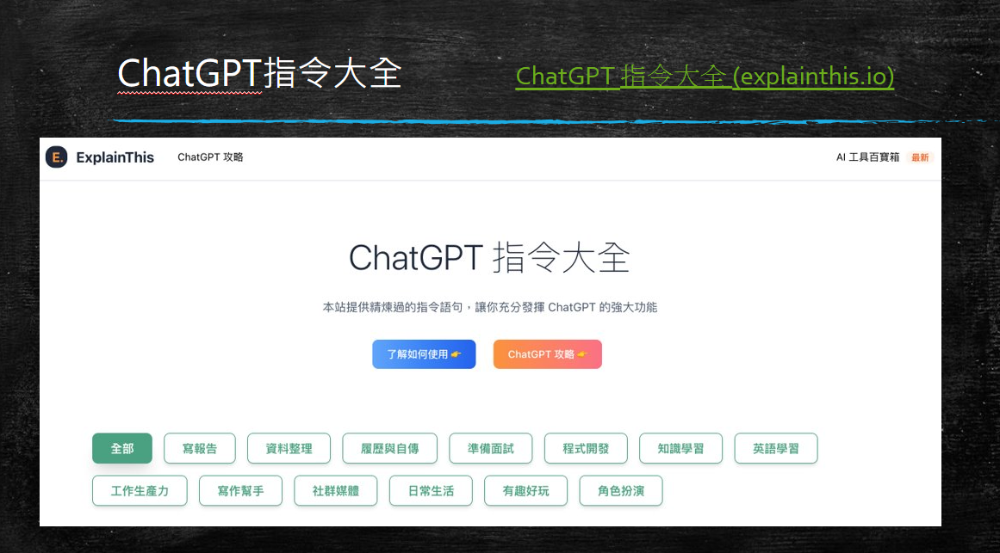 ChatGPT指令大全
ChatGPT 指令大全 (explainthis.io)
E. ExplainThis ChatGPT 攻略 AI 工具百寶箱 最新
ChatGPT 指令大全
本站提供精煉過的指令語句，讓你充分發揮 ChatGPT 的強大功能
了解如何使用👉 ChatGPT 攻略👉
全部 寫報告 資料整理 履歷與自傳 準備面試 程式開發 知識學習 英語學習
工作生產力 寫作幫手 社群媒體 日常生活 有趣好玩 角色扮演